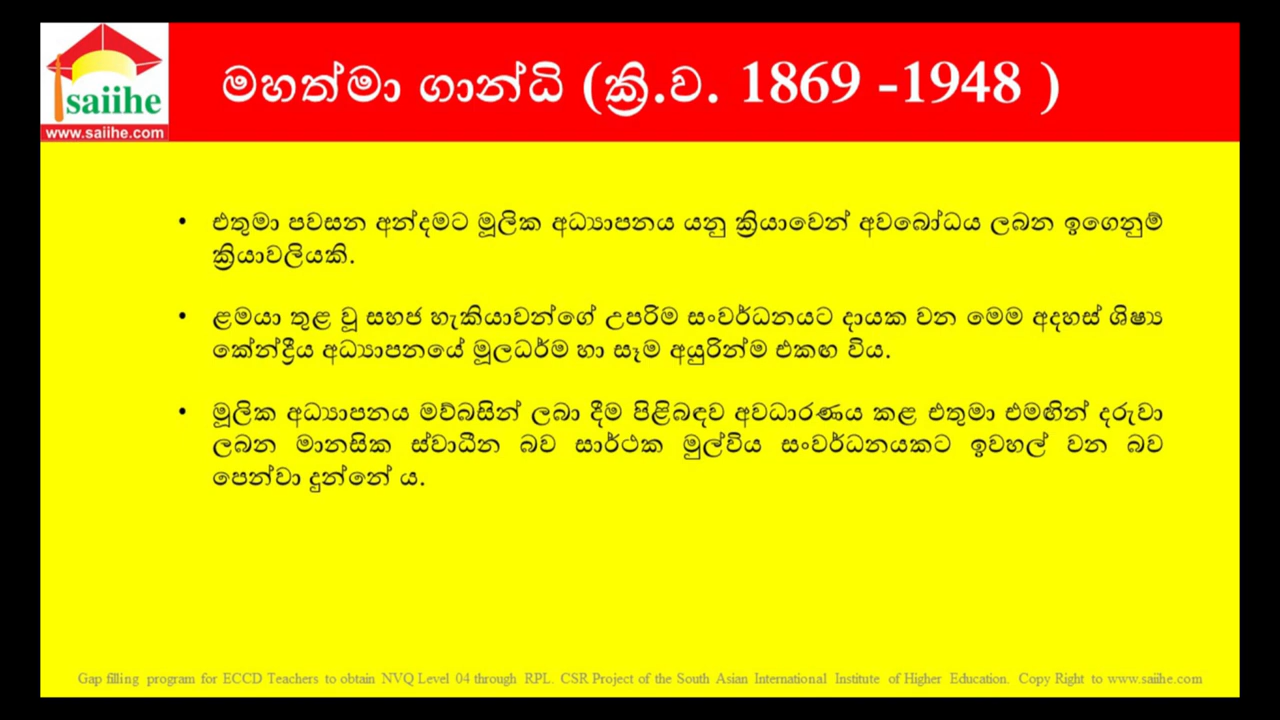 saiihe
www.saiihe.com
මහත්මා ගාන්ධි (ක්‍රි.ව. 1869 -1948 )
• එතුමා පවසන අන්දමට මූලික අධ්‍යාපනය යනු ක්‍රියාවෙන් අවබෝධය ලබන ඉගෙනුම්
ක්‍රියාවලියකි.
• ළමයා තුළ වූ සහජ හැකියාවන්ගේ උපරිම සංවර්ධනයට දායක වන මෙම අදහස් ශිෂ්‍ය
කේන්ද්‍රීය අධ්‍යාපනයේ මූලධර්ම හා සෑම අයුරින්ම එකඟ විය.
• මූලික අධ්‍යාපනය මව්බසින් ලබා දීම පිළිබඳව අවධාරණය කළ එතුමා එමඟින් දරුවා
ලබන මානසික ස්වාධීන බව සාර්ථක මුල්විය සංවර්ධනයකට ඉවහල් වන බව
පෙන්වා දුන්නේ ය.
Gap filling program for ECCD Teachers to obtain NVQ Level 04 through RPL. CSR Project of the South Asian International Institute of Higher Education. Copy Right to www.saiihe.com